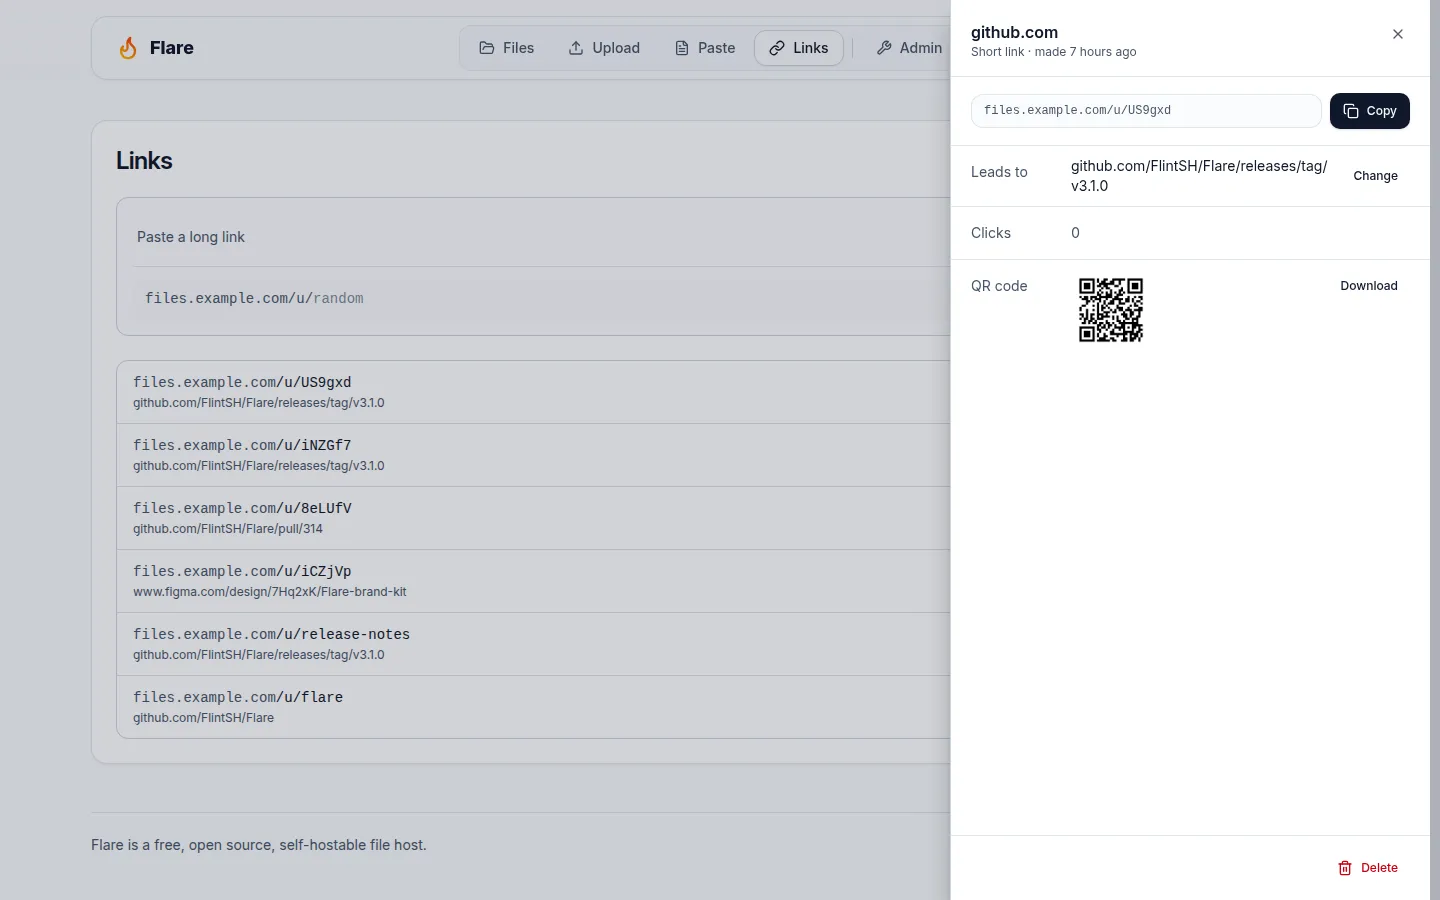 Flare
Files
Upload
Paste
Links
Admin
Links
Paste a long link
files.example.com/u/random
files.example.com/u/US9gxd
github.com/FlintSH/Flare/releases/tag/v3.1.0
files.example.com/u/iNZGf7
github.com/FlintSH/Flare/releases/tag/v3.1.0
files.example.com/u/8eLUfV
github.com/FlintSH/Flare/pull/314
files.example.com/u/iCZjVp
www.figma.com/design/7Hq2xK/Flare-brand-kit
files.example.com/u/release-notes
github.com/FlintSH/Flare/releases/tag/v3.1.0
files.example.com/u/flare
github.com/FlintSH/Flare
Flare is a free, open source, self-hostable file host.
github.com
Short link · made 7 hours ago
files.example.com/u/US9gxd
Copy
Leads to
github.com/FlintSH/Flare/releases/tag/
v3.1.0
Change
Clicks
0
QR code
Download
Delete